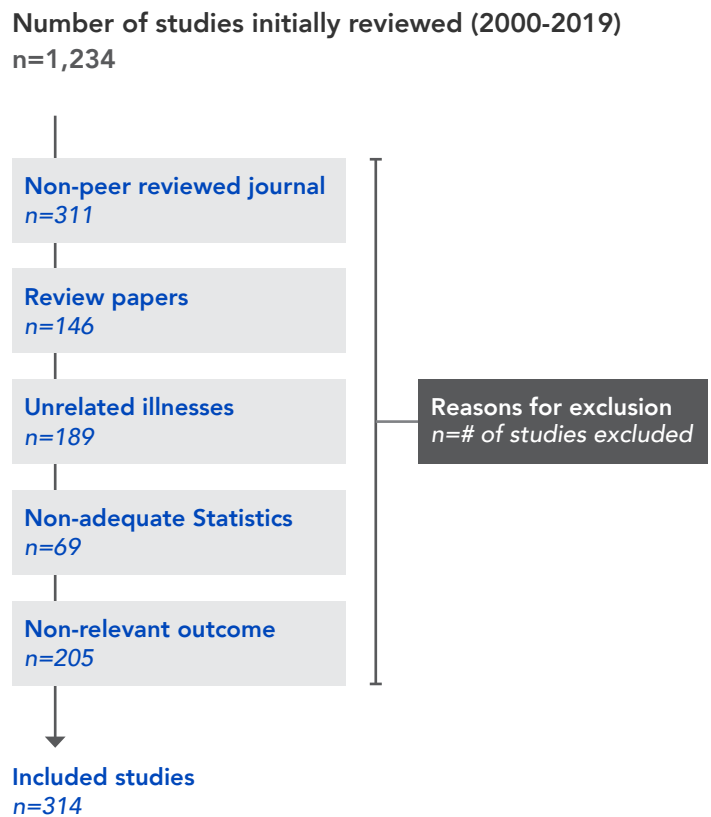 Number of studies initially reviewed (2000-2019)
n=1,234
Non-peer reviewed journal
n=311
Review papers
n=146
Unrelated illnesses
n=189
Reasons for exclusion
n=# of studies excluded
Non-adequate Statistics
n=69
Non-relevant outcome
n=205
Included studies
n=314